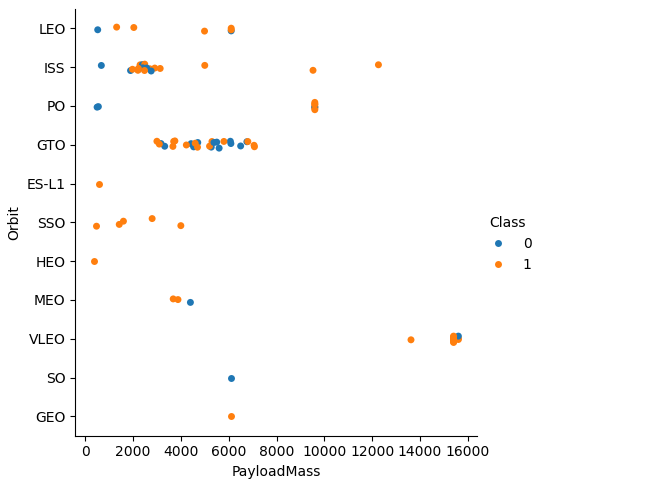 LEO
ISS
PO
GTO
ES-L1
SSO
HEO
MEO
VLEO
SO
GEO
Orbit
0 2000 4000 6000 8000 10000 12000 14000 16000
PayloadMass
Class
0
1